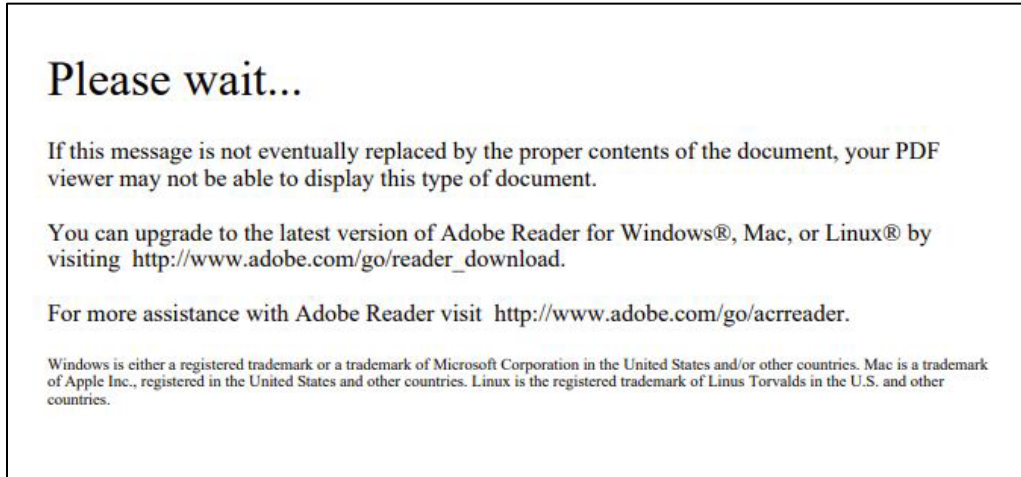 Please wait...
If this message is not eventually replaced by the proper contents of the document, your PDF
viewer may not be able to display this type of document.
You can upgrade to the latest version of Adobe Reader for Windows®, Mac, or Linux® by
visiting  http://www.adobe.com/go/reader_download.
For more assistance with Adobe Reader visit  http://www.adobe.com/go/acrreader.
Windows is either a registered trademark or a trademark of Microsoft Corporation in the United States and/or other countries. Mac is a trademark
of Apple Inc., registered in the United States and other countries. Linux is the registered trademark of Linus Torvalds in the U.S. and other
countries.